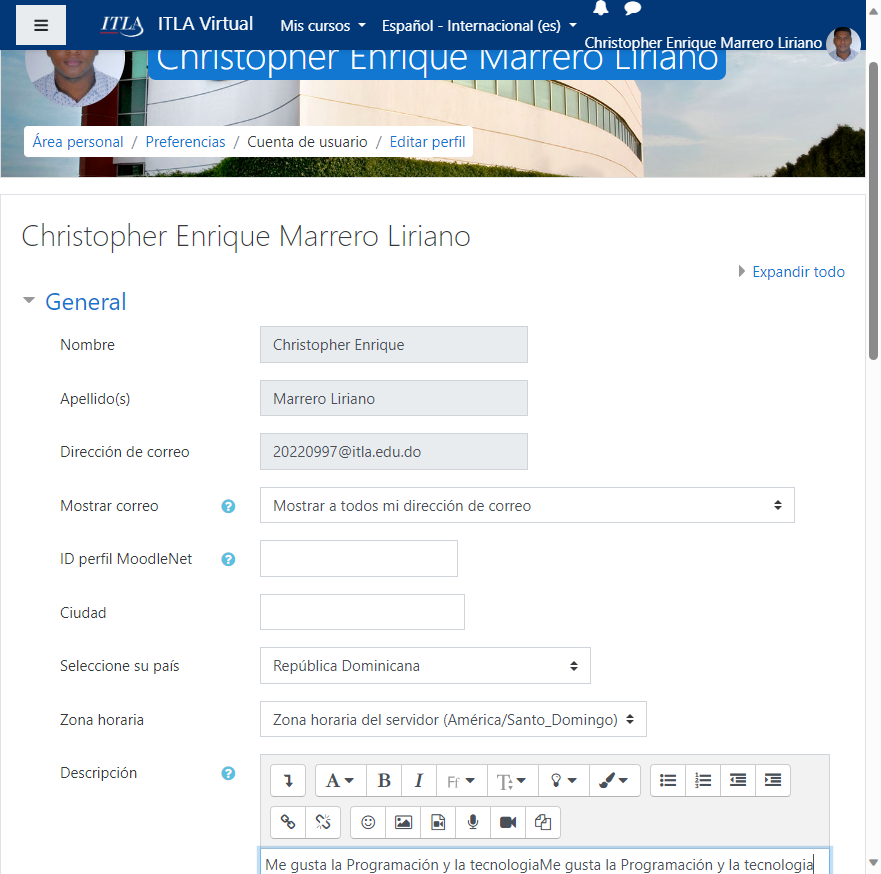 ITLA ITLA Virtual Mis cursos Español - Internacional (es)
Christopher Enrique Marrero Liriano
Christopher Enrique Marrero Liriano
Área personal / Preferencias / Cuenta de usuario / Editar perfil
Christopher Enrique Marrero Liriano
Expandir todo
General
Nombre Christopher Enrique
Apellido(s) Marrero Liriano
Dirección de correo 20220997@itla.edu.do
Mostrar correo ? Mostrar a todos mi dirección de correo
ID perfil MoodleNet ?
Ciudad
Seleccione su país República Dominicana
Zona horaria Zona horaria del servidor (América/Santo_Domingo)
Descripción ? A B I Ff T
Me gusta la Programación y la tecnologiaMe gusta la Programación y la tecnologia